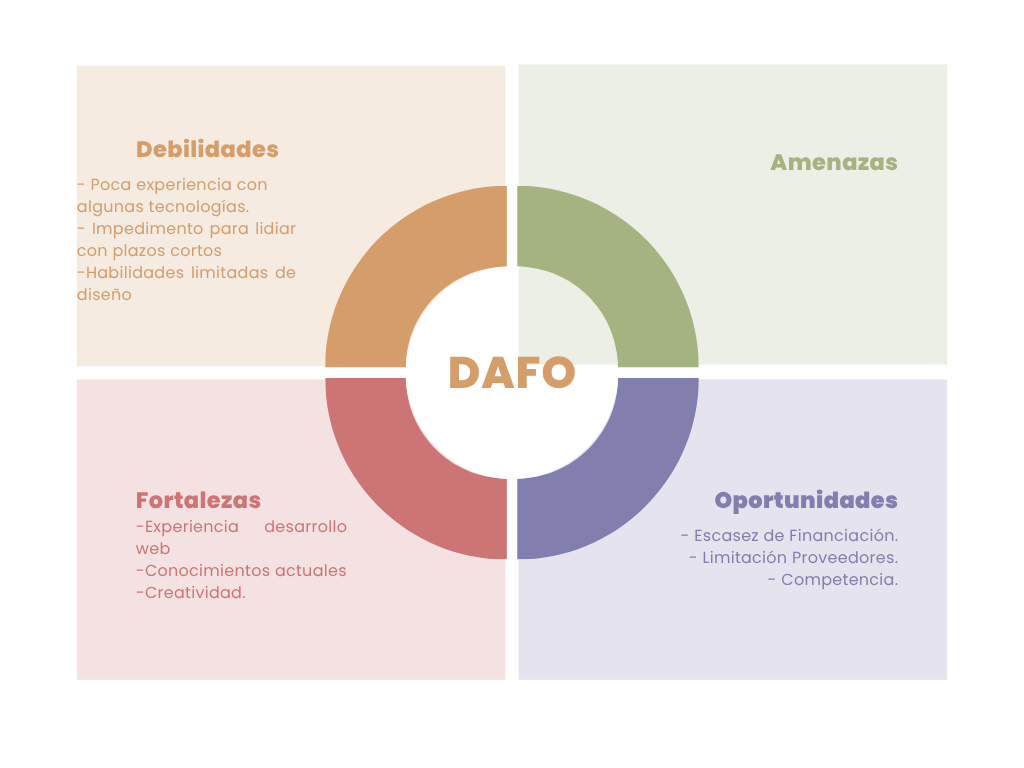 Debilidades
- Poca experiencia con
algunas tecnologías.
- Impedimento para lidiar
con plazos cortos
-Habilidades limitadas de
diseño
Amenazas
DAFO
Fortalezas
-Experiencia desarrollo
web
-Conocimientos actuales
-Creatividad.
Oportunidades
- Escasez de Financiación.
- Limitación Proveedores.
- Competencia.